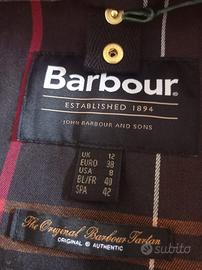 Barbour®
ESTABLISHED 1894
JOHN BARBOUR AND SONS
UK 12
EURO 38
USA 8
BL/FR 40
SPA 42
The Original Barbour Tartan
ORIGINAL & AUTHENTIC
subito